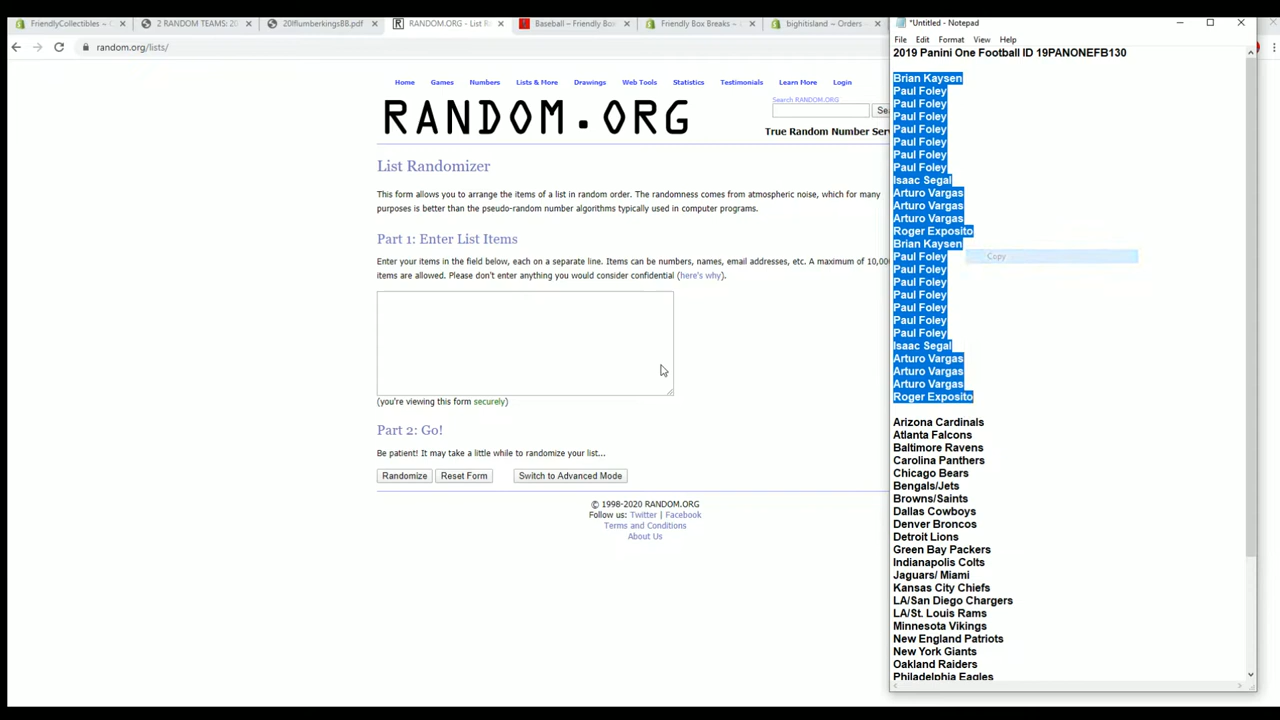 FriendlyCollectibles ~ C
2 RANDOM TEAMS: 20
20flumberkingsBB.pdf
RANDOM.ORG - List R
Baseball ~ Friendly Box
Friendly Box Breaks ~
bighitisland ~ Orders
*Untitled - Notepad
random.org/lists/
File Edit Format View Help
2019 Panini One Football ID 19PANONEFB130
Home Games Numbers Lists & More Drawings Web Tools Statistics Testimonials Learn More Login
Search RANDOM.ORG
RANDOM.ORG
True Random Number Serv
List Randomizer
This form allows you to arrange the items of a list in random order. The randomness comes from atmospheric noise, which for many
purposes is better than the pseudo-random number algorithms typically used in computer programs.
Part 1: Enter List Items
Enter your items in the field below, each on a separate line. Items can be numbers, names, email addresses, etc. A maximum of 10,00
items are allowed. Please don't enter anything you would consider confidential (here's why).
(you're viewing this form securely)
Part 2: Go!
Be patient! It may take a little while to randomize your list...
Randomize Reset Form Switch to Advanced Mode
© 1998-2020 RANDOM.ORG
Follow us: Twitter | Facebook
Terms and Conditions
About Us
Brian Kaysen
Paul Foley
Paul Foley
Paul Foley
Paul Foley
Paul Foley
Paul Foley
Paul Foley
Isaac Segal
Arturo Vargas
Arturo Vargas
Arturo Vargas
Roger Exposito
Brian Kaysen
Paul Foley
Copy
Paul Foley
Paul Foley
Paul Foley
Paul Foley
Paul Foley
Paul Foley
Isaac Segal
Arturo Vargas
Arturo Vargas
Arturo Vargas
Roger Exposito
Arizona Cardinals
Atlanta Falcons
Baltimore Ravens
Carolina Panthers
Chicago Bears
Bengals/Jets
Browns/Saints
Dallas Cowboys
Denver Broncos
Detroit Lions
Green Bay Packers
Indianapolis Colts
Jaguars/ Miami
Kansas City Chiefs
LA/San Diego Chargers
LA/St. Louis Rams
Minnesota Vikings
New England Patriots
New York Giants
Oakland Raiders
Philadelphia Eagles